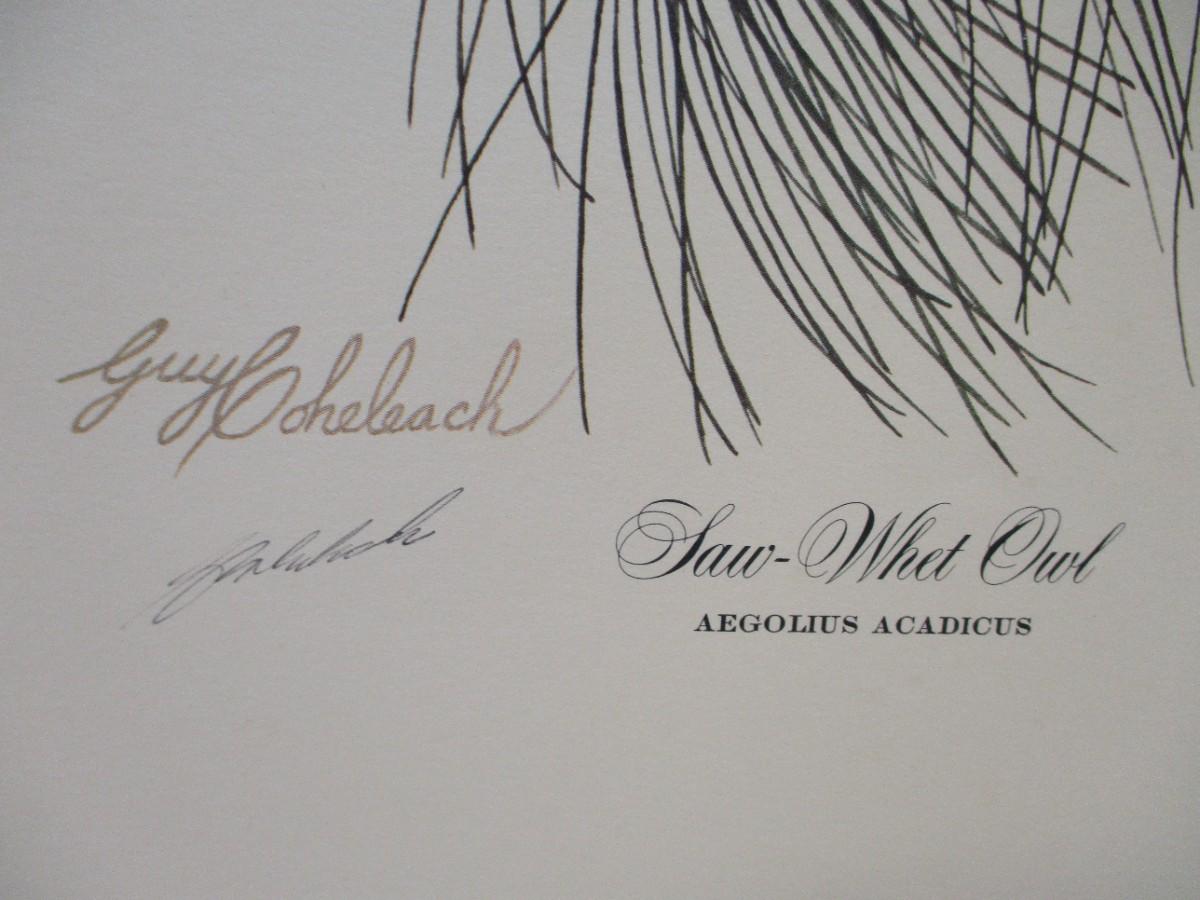 Guy Coheleach
Saw-Whet Owl
AEGOLIUS ACADICUS